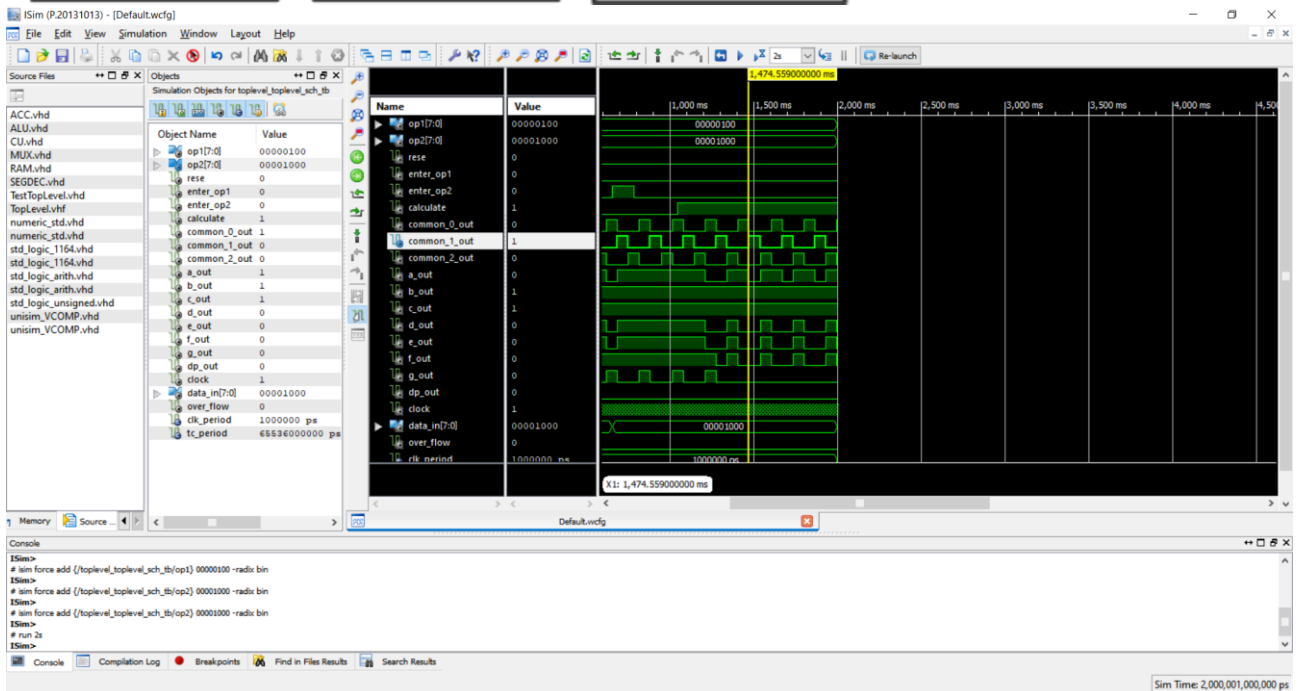 ISim (P.20131013) - [Default.wcfg]
File Edit View Simulation Window Layout Help
2s
Re-launch
Source Files
ACC.vhd
ALU.vhd
CU.vhd
MUX.vhd
RAM.vhd
SEGDEC.vhd
TestTopLevel.vhd
TopLevel.vhf
numeric_std.vhd
numeric_std.vhd
std_logic_1164.vhd
std_logic_1164.vhd
std_logic_arith.vhd
std_logic_arith.vhd
std_logic_unsigned.vhd
unisim_VCOMP.vhd
unisim_VCOMP.vhd
Memory Source ...
Objects
Simulation Objects for toplevel_toplevel_sch_tb
Object Name Value
op1[7:0] 00000100
op2[7:0] 00001000
rese 0
enter_op1 0
enter_op2 0
calculate 1
common_0_out 1
common_1_out 0
common_2_out 0
a_out 1
b_out 1
c_out 1
d_out 0
e_out 0
f_out 0
g_out 0
dp_out 0
clock 1
data_in[7:0] 00001000
over_flow 0
clk_period 1000000 ps
tc_period 65536000000 ps
Name Value
op1[7:0] 00000100
op2[7:0] 00001000
rese 0
enter_op1 0
enter_op2 0
calculate 1
common_0_out 0
common_1_out 1
common_2_out 0
a_out 0
b_out 1
c_out 1
d_out 0
e_out 0
f_out 0
g_out 0
dp_out 0
clock 1
data_in[7:0] 00001000
over_flow 0
clk_period 1000000 ps
1,474.559000000 ms
1,000 ms 1,500 ms 2,000 ms 2,500 ms 3,000 ms 3,500 ms 4,000 ms 4,50
00000100
00001000
00001000
1000000 ps
X1: 1,474.559000000 ms
Default.wcfg
Console
ISim>
# isim force add {/toplevel_toplevel_sch_tb/op1} 00000100 -radix bin
ISim>
# isim force add {/toplevel_toplevel_sch_tb/op2} 00001000 -radix bin
ISim>
# isim force add {/toplevel_toplevel_sch_tb/op2} 00001000 -radix bin
ISim>
# run 2s
ISim>
Console Compilation Log Breakpoints Find in Files Results Search Results
Sim Time: 2,000,001,000,000 ps